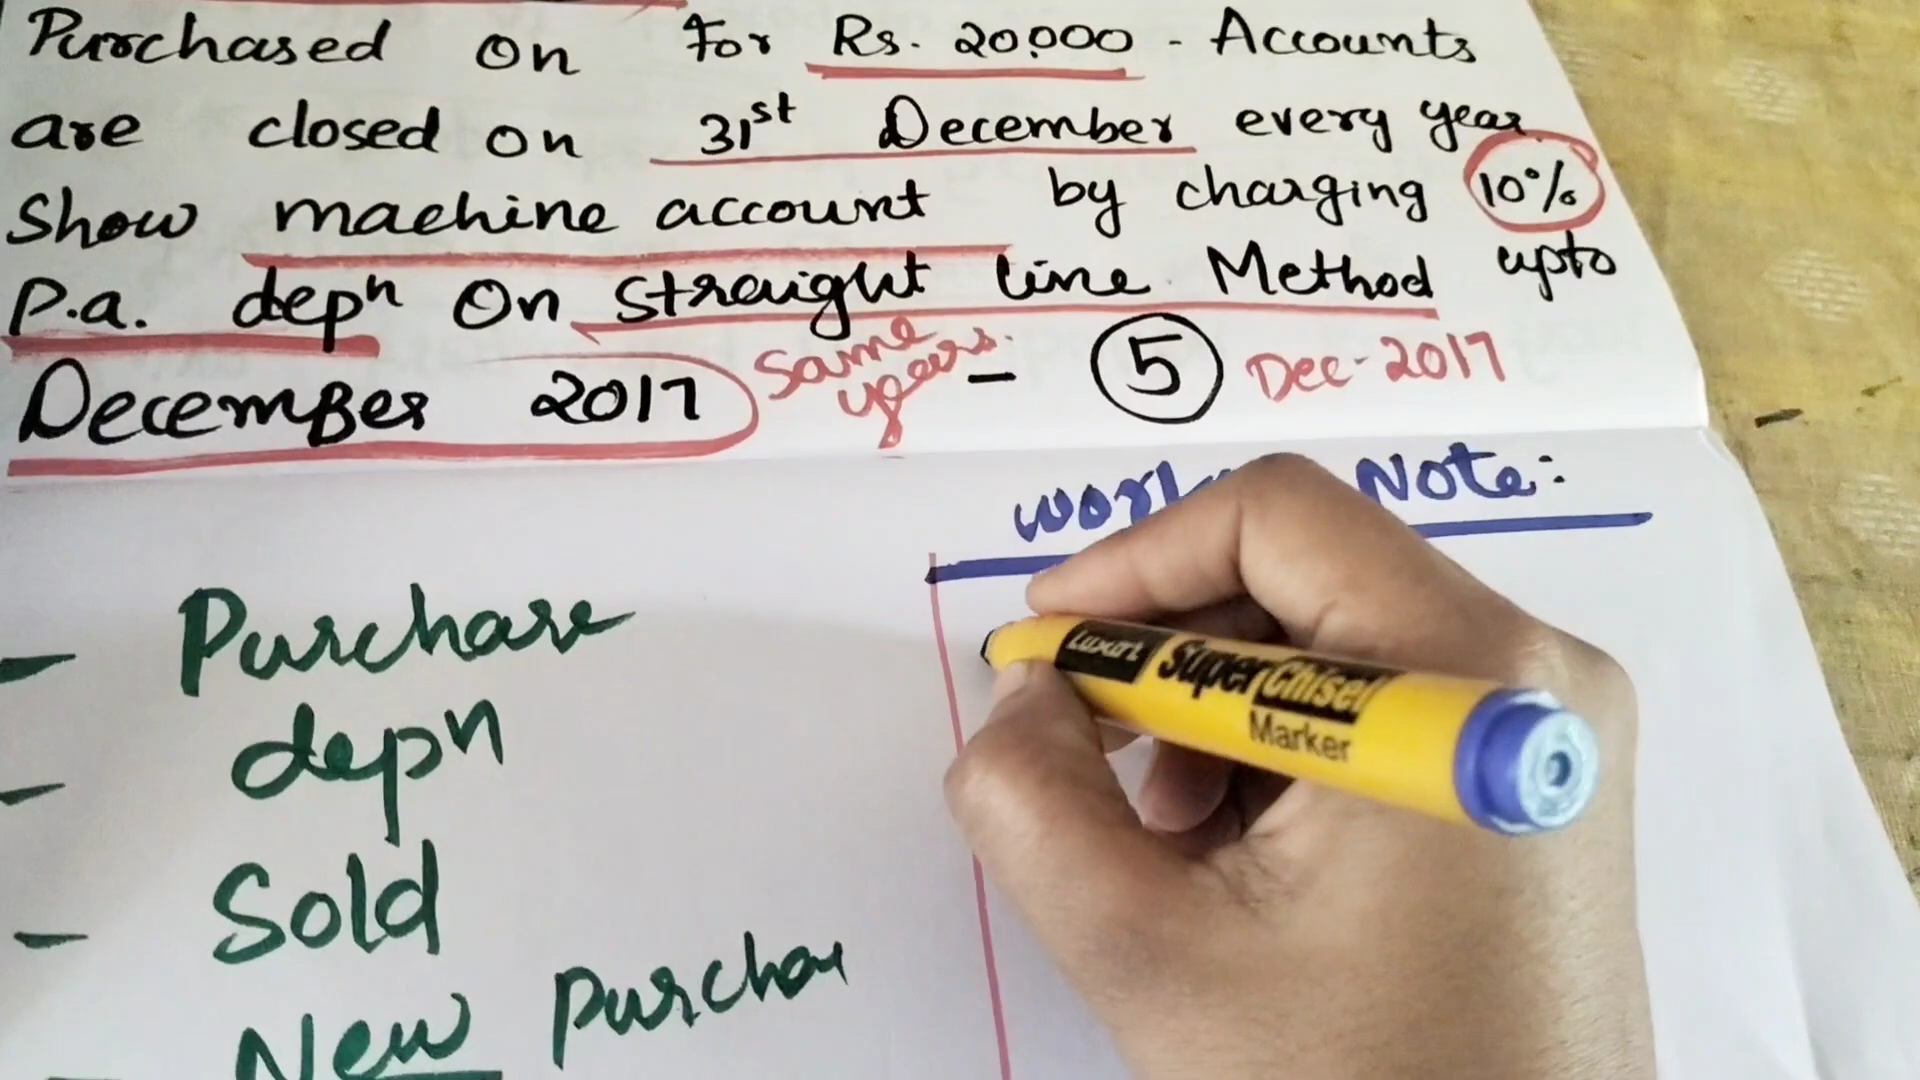 Purchased on for Rs. 20,000 - Accounts
are closed on 31st December every year.
Show machine account by charging 10%
P.a. depn on straight line Method upto
December 2017 Same years. - 5 Dec-2017
Note:
- Purchase
- depn
- Sold
New Purchase
Luxor Super Chisel Marker